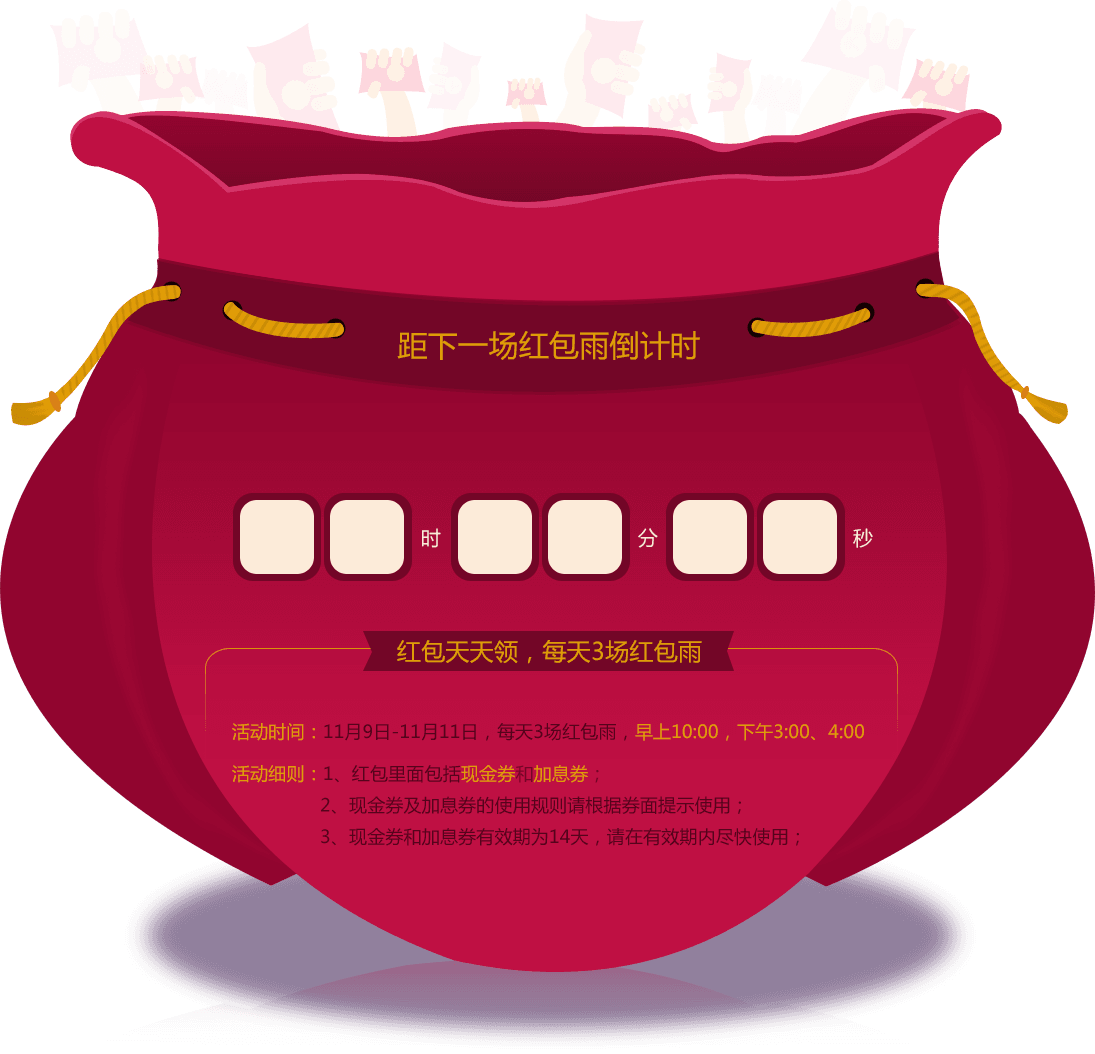 距下一场红包雨倒计时
时 分 秒
红包天天领，每天3场红包雨
活动时间：11月9日-11月11日，每天3场红包雨，早上10:00，下午3:00、4:00
活动细则：1、红包里面包括现金券和加息券；
2、现金券及加息券的使用规则请根据券面提示使用；
3、现金券和加息券有效期为14天，请在有效期内尽快使用；